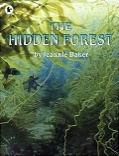 THE
HIDDEN FOREST
by Jeannie Baker